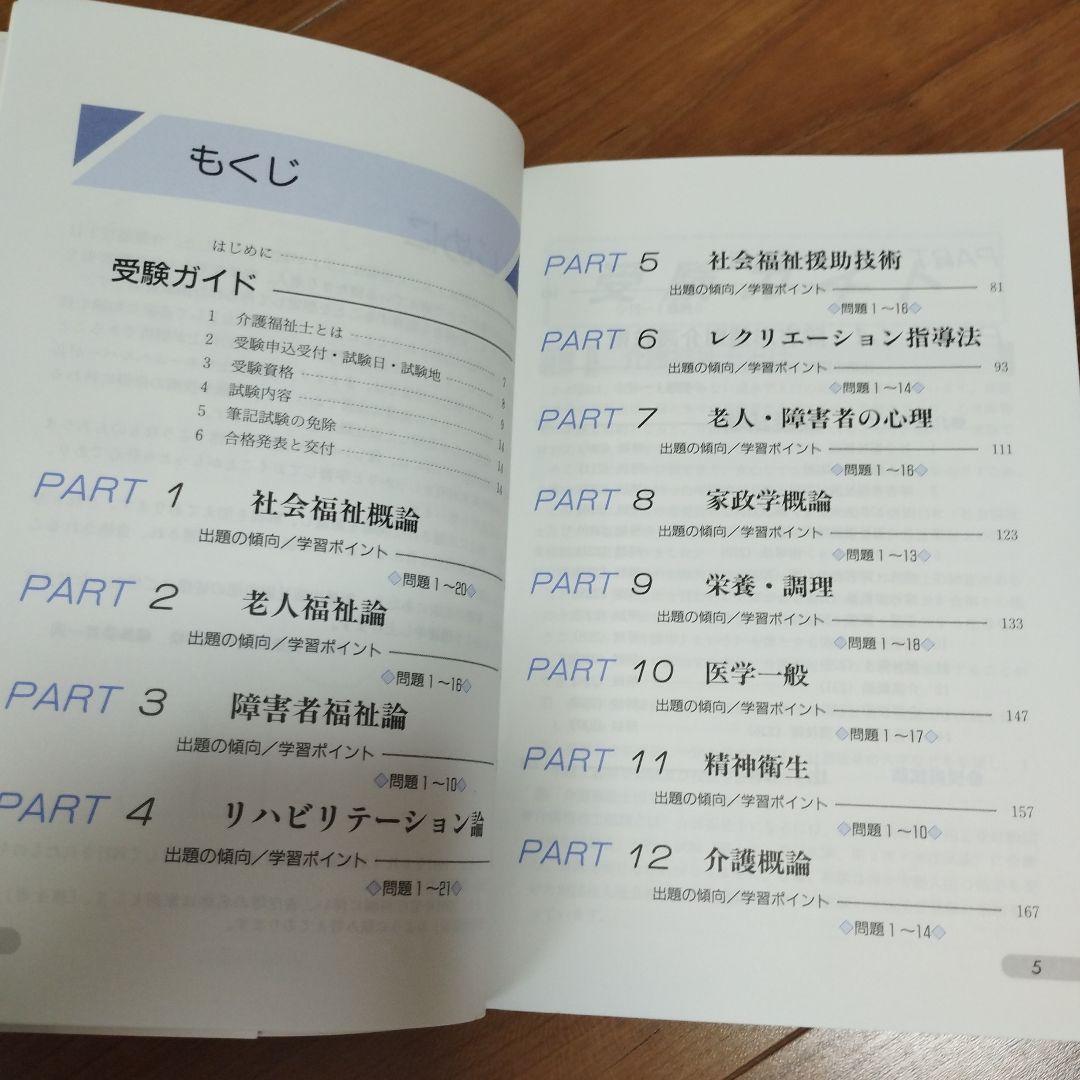 もくじ
はじめに
受験ガイド
1 介護福祉士とは
2 受験申込受付・試験日・試験地 7
3 受験資格 8
4 試験内容 9
5 筆記試験の免除 14
6 合格発表と交付 14
14
PART 1 社会福祉概論
出題の傾向／学習ポイント
◇問題1～20◇
PART 2 老人福祉論
出題の傾向／学習ポイント
◇問題1～16◇
PART 3 障害者福祉論
出題の傾向／学習ポイント
◇問題1～10◇
PART 4 リハビリテーション論
出題の傾向／学習ポイント
◇問題1～21◇
PART 5 社会福祉援助技術
出題の傾向／学習ポイント 81
◇問題1～18◇
PART 6 レクリエーション指導法
出題の傾向／学習ポイント 93
◇問題1～14◇
PART 7 老人・障害者の心理
出題の傾向／学習ポイント 111
◇問題1～16◇
PART 8 家政学概論
出題の傾向／学習ポイント 123
◇問題1～13◇
PART 9 栄養・調理
出題の傾向／学習ポイント 133
◇問題1～18◇
PART 10 医学一般
出題の傾向／学習ポイント 147
◇問題1～17◇
PART 11 精神衛生
出題の傾向／学習ポイント 157
◇問題1～10◇
PART 12 介護概論
出題の傾向／学習ポイント 167
◇問題1～14◇
5